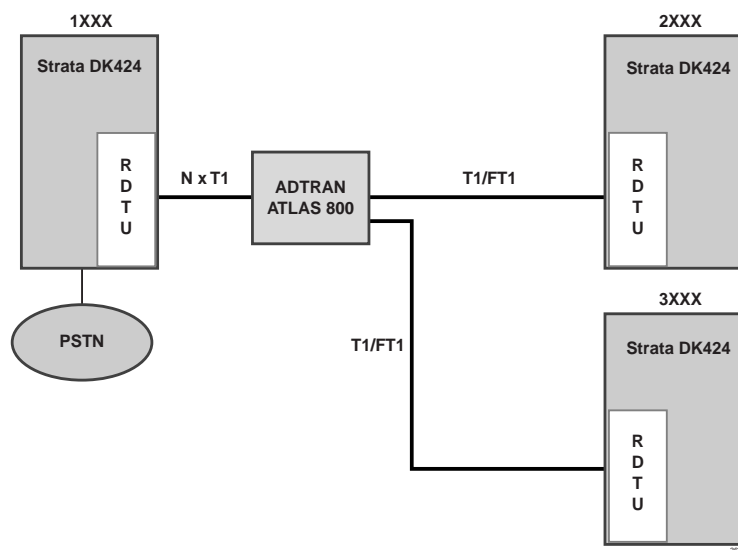 1XXX
Strata DK424
R
D
T
U
PSTN
N x T1
ADTRAN
ATLAS 800
T1/FT1
T1/FT1
2XXX
Strata DK424
R
D
T
U
3XXX
Strata DK424
R
D
T
U